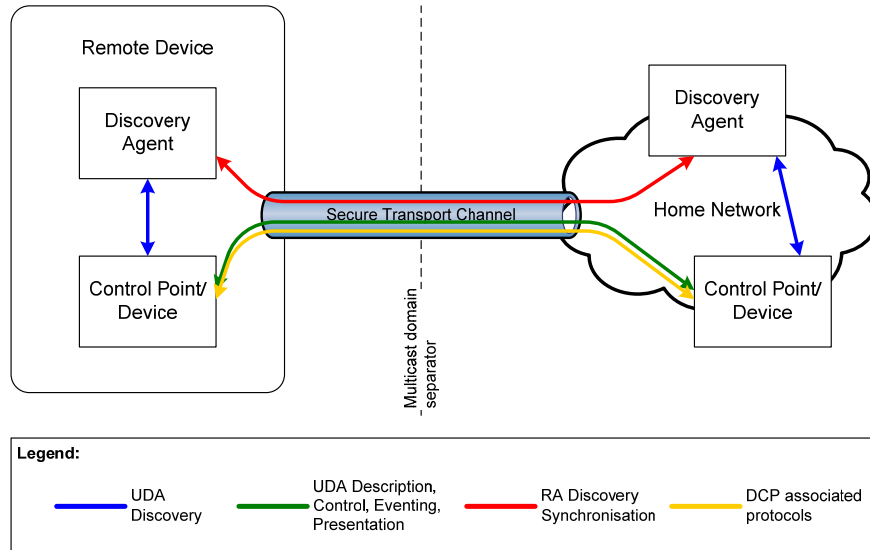 Remote Device
Discovery
Agent
Control Point/
Device
Secure Transport Channel
Multicast domain
separator
Discovery
Agent
Home Network
Control Point/
Device
Legend:
UDA
Discovery
UDA Description,
Control, Eventing,
Presentation
RA Discovery
Synchronisation
DCP associated
protocols